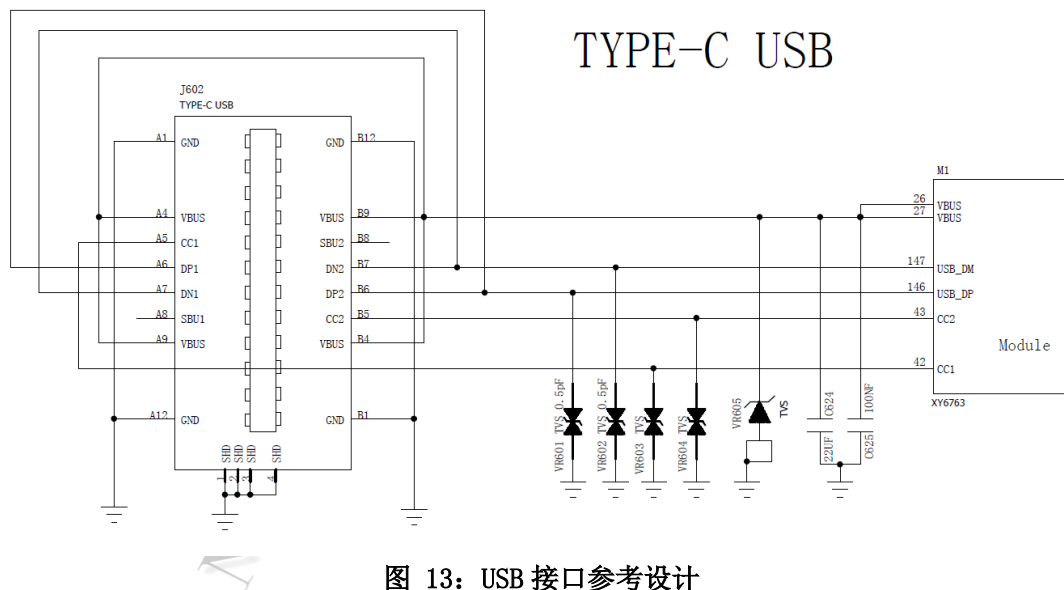 TYPE-C USB
J602
TYPE-C USB
A1 GND
GND B12
A4 VBUS
VBUS B9
A5 CC1
SBU2 B8
A6 DP1
DN2 B7
A7 DN1
DP2 B6
A8 SBU1
CC2 B5
A9 VBUS
VBUS B4
A12 GND
GND B1
1 SHD
2 SHD
3 SHD
4 SHD
VR601 TVS 0.5pF
VR602 TVS 0.5pF
VR603 TVS
VR604 TVS
VR605 TVS
22UF C624
C625 100NF
M1
26 VBUS
27 VBUS
147 USB_DM
146 USB_DP
43 CC2
42 CC1
Module
XY6763
图 13：USB 接口参考设计